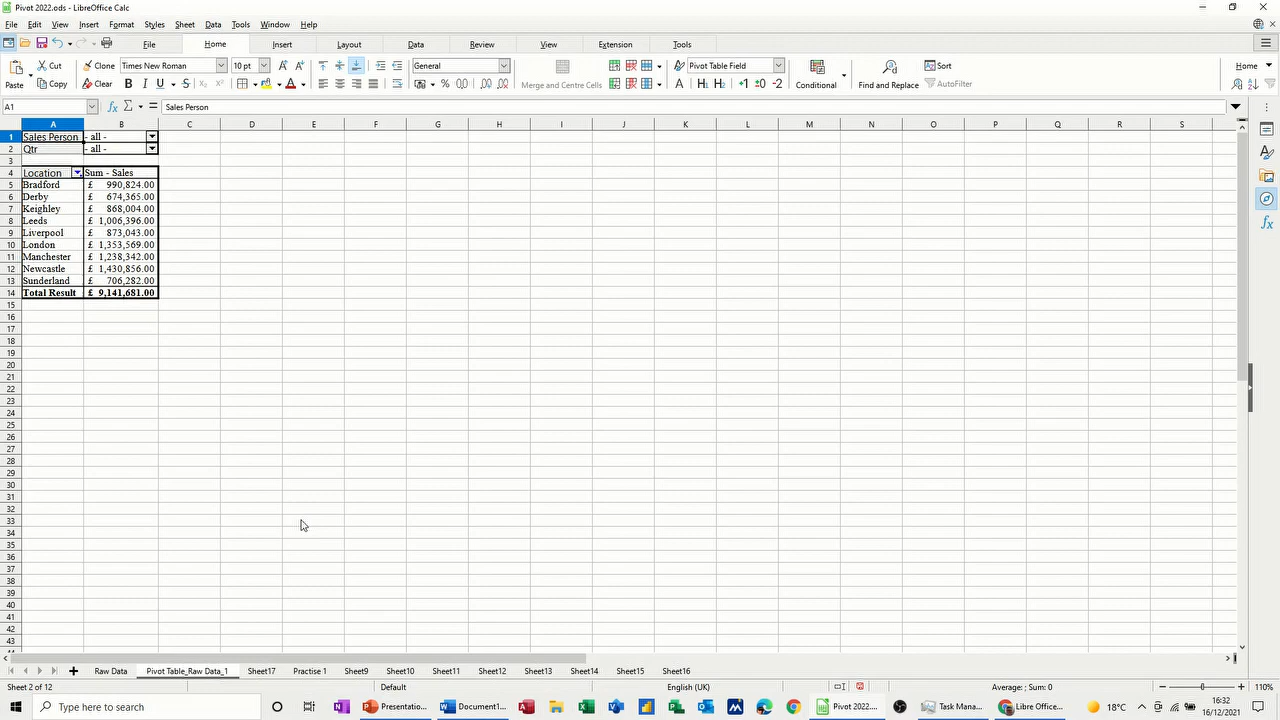 Pivot 2022.ods - LibreOffice Calc
File Edit View Insert Format Styles Sheet Data Tools Window Help
File Home Insert Layout Data Review View Extension Tools
Cut Clone Times New Roman 10 pt General Pivot Table Field Sort Home
Paste Copy Clear B I U S Merge and Centre Cells A H1 H2 +1 ±0 -2 Conditional Find and Replace AutoFilter
A1 fx Σ = Sales Person
A B C D E F G H I J K L M N O P Q R S
1 Sales Person - all -
2 Qtr - all -
3
4 Location Sum - Sales
5 Bradford £ 990,824.00
6 Derby £ 674,365.00
7 Keighley £ 868,004.00
8 Leeds £ 1,006,396.00
9 Liverpool £ 873,043.00
10 London £ 1,353,569.00
11 Manchester £ 1,238,342.00
12 Newcastle £ 1,430,856.00
13 Sunderland £ 706,282.00
14 Total Result £ 9,141,681.00
15
16
17
18
19
20
21
22
23
24
25
26
27
28
29
30
31
32
33
34
35
36
37
38
39
40
41
42
43
Raw Data Pivot Table_Raw Data_1 Sheet17 Practise 1 Sheet9 Sheet10 Sheet11 Sheet12 Sheet13 Sheet14 Sheet15 Sheet16
Sheet 2 of 12 Default English (UK) Average: ; Sum: 0 110%
Type here to search Presentatio... Document1... Pivot 2022.... Task Mana... Libre Office... 18°C 16:32
16/12/2021